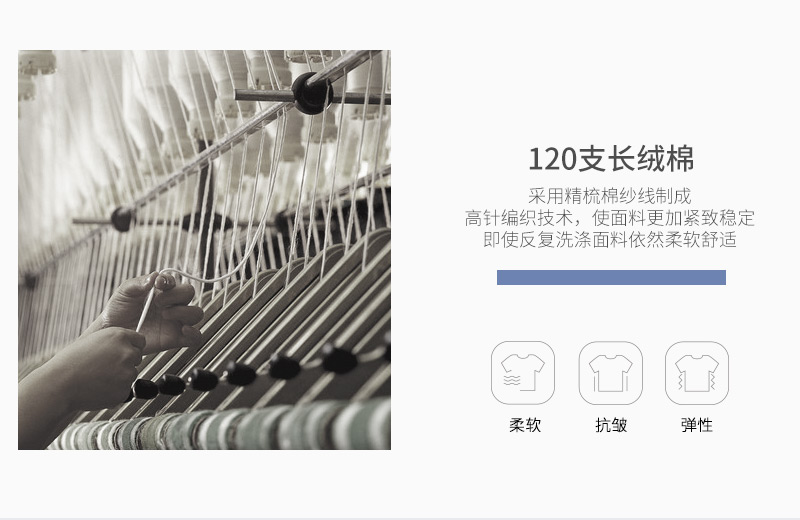 120支长绒棉
采用精梳棉纱线制成
高针编织技术，使面料更加紧致稳定
即使反复洗涤面料依然柔软舒适
柔软
抗皱
弹性